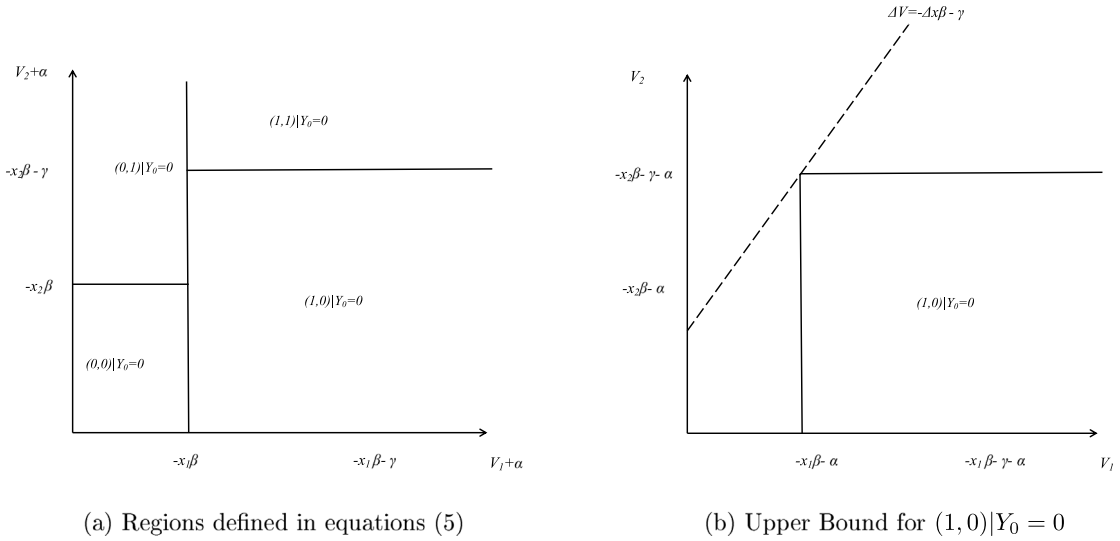 ΔV=-Δxβ - γ
V₂+α
V₂
(1,1)|Y₀=0
(0,1)|Y₀=0
-x₂β - γ
-x₂β- γ- α
-x₂β
-x₂β- α
(1,0)|Y₀=0
(1,0)|Y₀=0
(0,0)|Y₀=0
-x₁β
-x₁β- γ
V₁+α
-x₁β- α
-x₁β- γ- α
V₁
(a) Regions defined in equations (5)
(b) Upper Bound for (1, 0)|Y₀ = 0